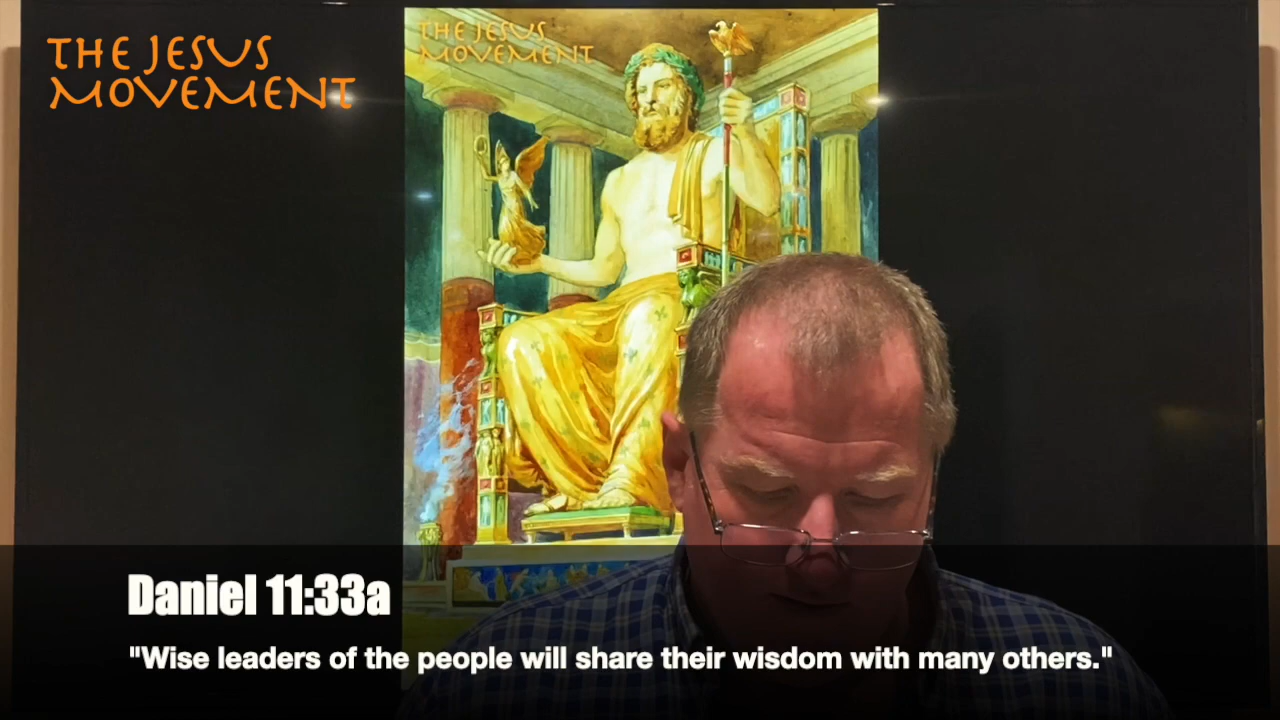 THE JESUS
MOVEMENT
THE JESUS
MOVEMENT
Daniel 11:33a
"Wise leaders of the people will share their wisdom with many others."